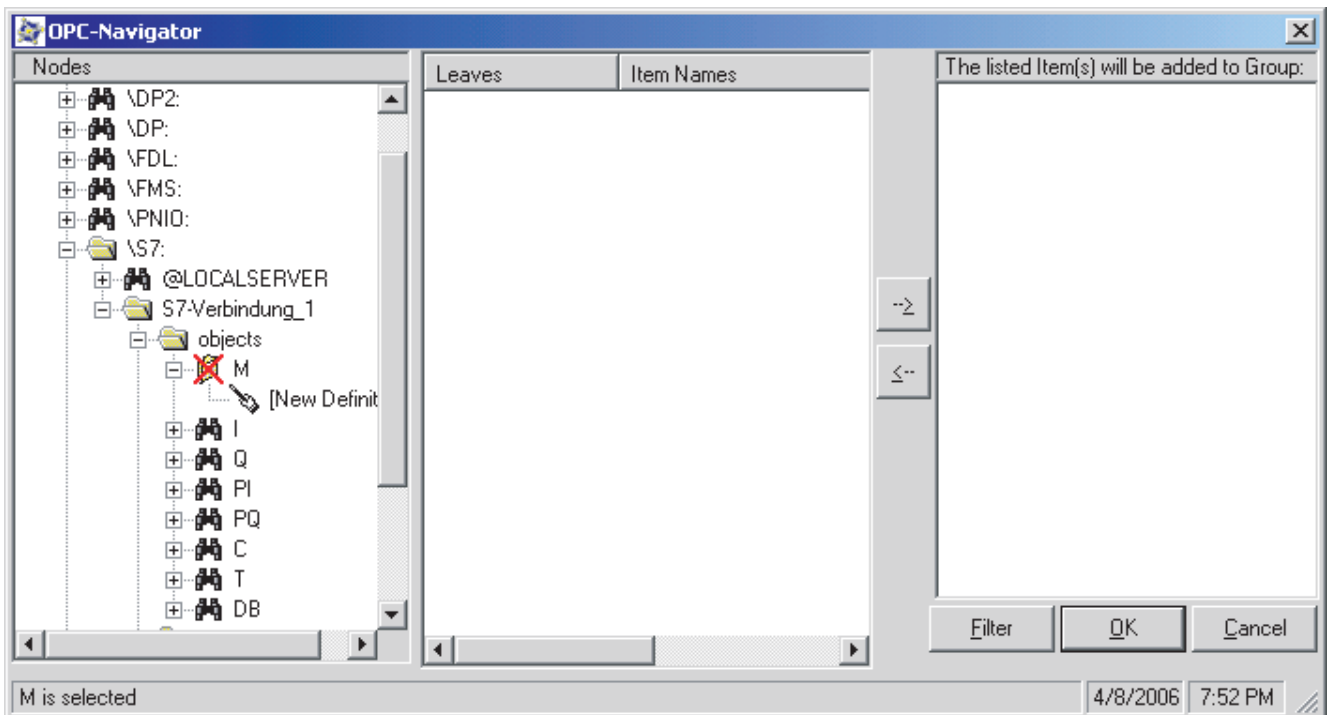 OPC-Navigator
Nodes
\DP2:
\DP:
\FDL:
\FMS:
\PNIO:
\S7:
@LOCALSERVER
S7-Verbindung_1
objects
M
[New Definit
I
Q
PI
PQ
C
T
DB
Leaves Item Names
-->
<--
The listed Item(s) will be added to Group:
Filter OK Cancel
M is selected 4/8/2006 7:52 PM